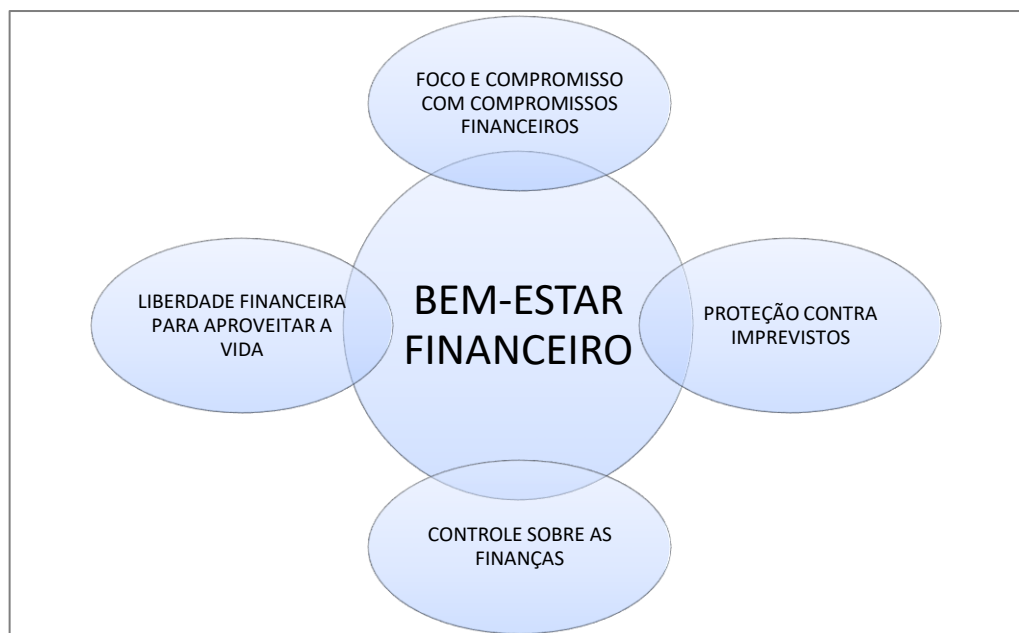 FOCO E COMPROMISSO
COM COMPROMISSOS
FINANCEIROS
LIBERDADE FINANCEIRA
PARA APROVEITAR A
VIDA
BEM-ESTAR
FINANCEIRO
PROTEÇÃO CONTRA
IMPREVISTOS
CONTROLE SOBRE AS
FINANÇAS